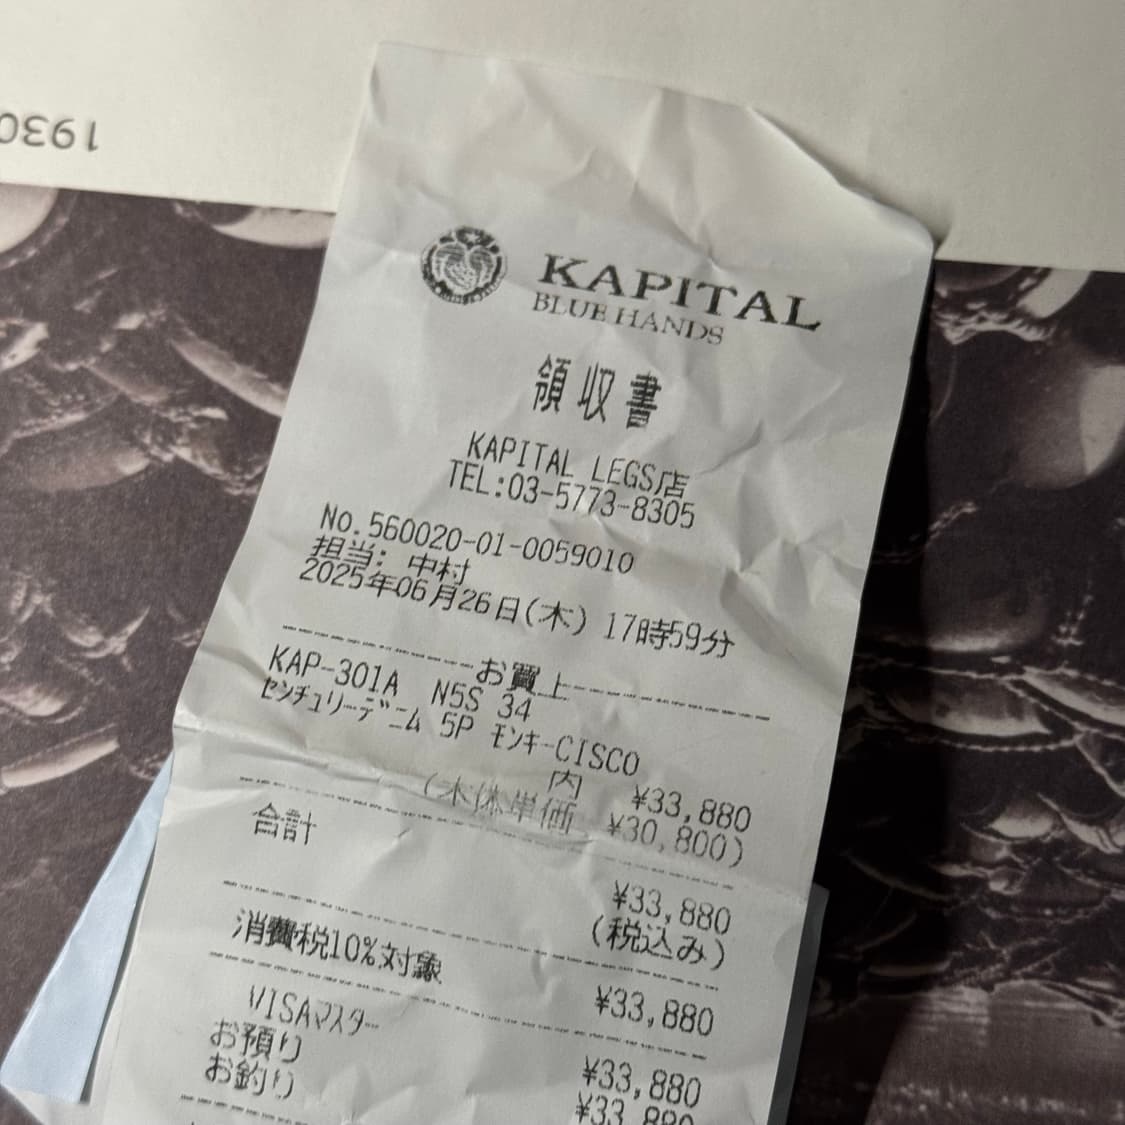 1930
KAPITAL
BLUE HANDS
領収書
KAPITAL LEGS店
TEL:03-5773-8305
No.560020-01-0059010
担当: 中村
2025年06月26日(木) 17時59分
お買上
KAP-301A N5S 34
センチュリーデニム 5P モンキーCISCO
内 ¥33,880
(本体単価 ¥30,800)
合計 ¥33,880
(税込み)
消費税10%対象 ¥33,880
VISAマスター ¥33,880
お預り ¥33,880
お釣り